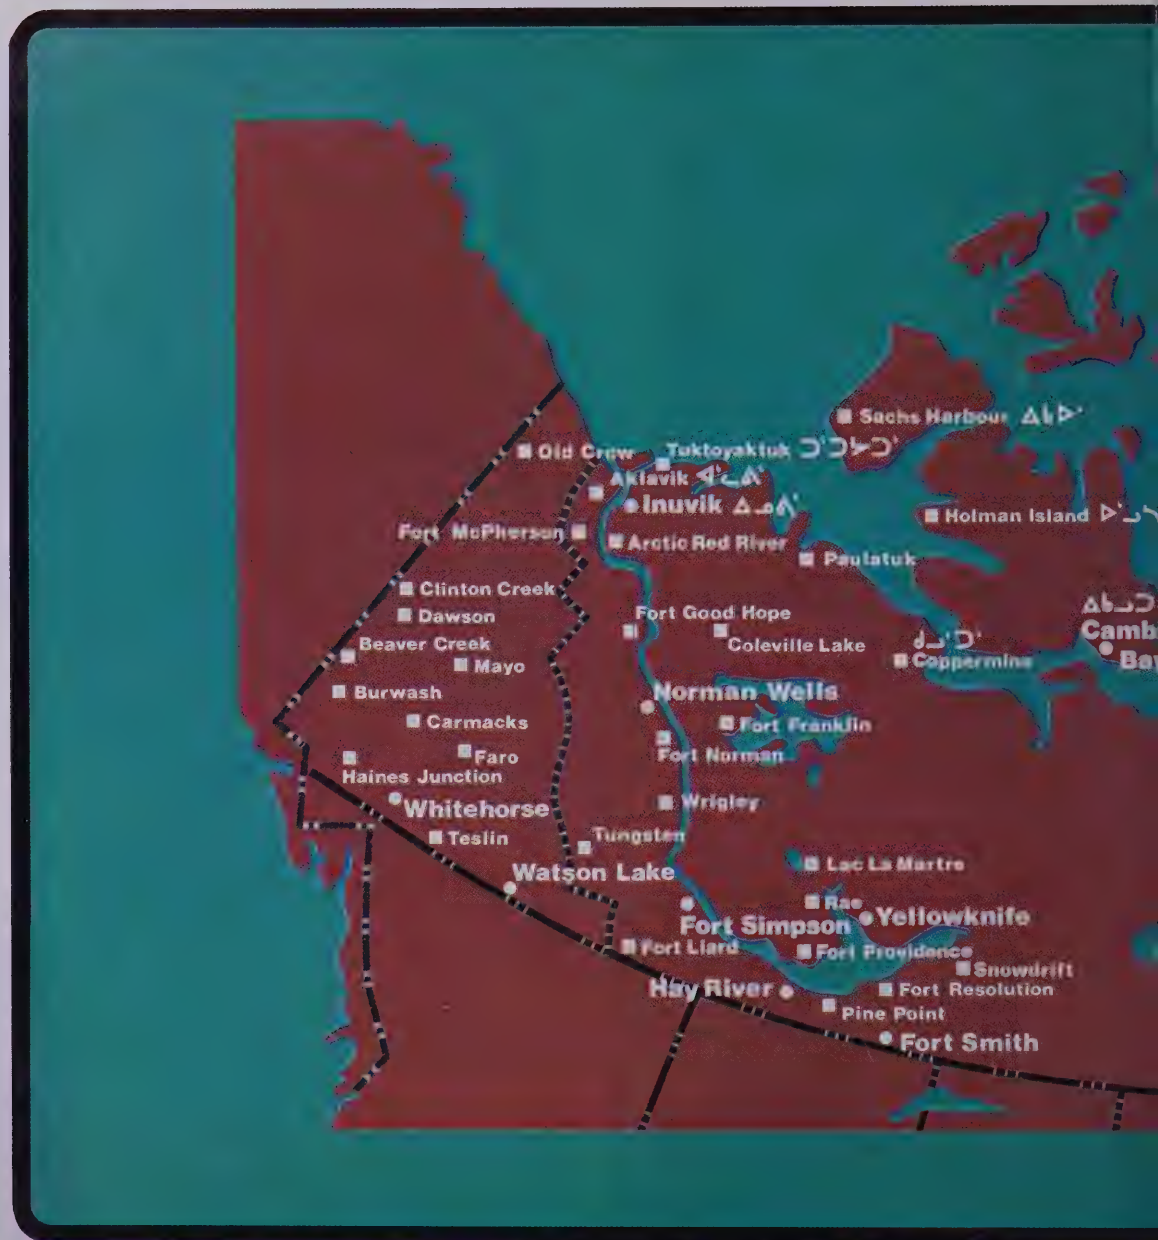 Sachs Harbour ᐃᑲᐅᒃ
Old Crow
Tuktoyaktuk
Aklavik
Inuvik
Holman Island
Fort McPherson
Arctic Red River
Paulatuk
Clinton Creek
Dawson
Fort Good Hope
Coleville Lake
Beaver Creek
Mayo
Coppermine
Camb
Bay
Burwash
Norman Wells
Carmacks
Fort Franklin
Faro
Fort Norman
Haines Junction
Whitehorse
Wrigley
Teslin
Tungsten
Watson Lake
Lac La Martre
Rae
Yellowknife
Fort Simpson
Fort Liard
Fort Providence
Snowdrift
Hay River
Fort Resolution
Pine Point
Fort Smith